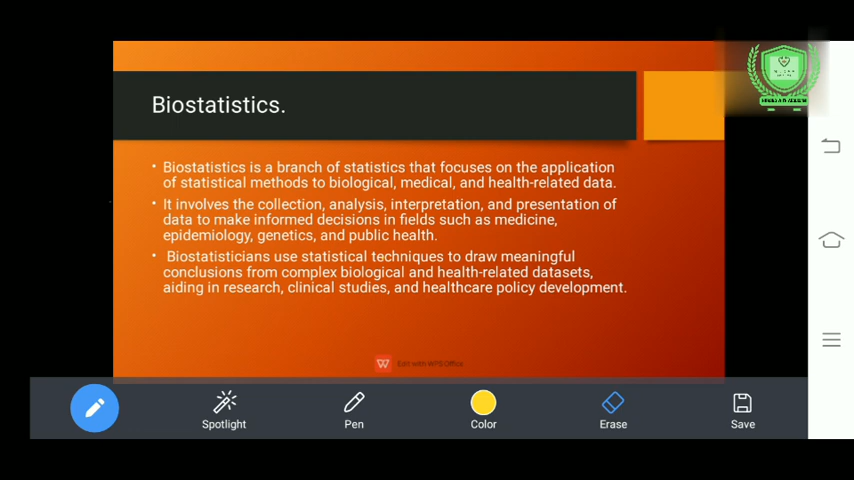 Biostatistics.
• Biostatistics is a branch of statistics that focuses on the application
of statistical methods to biological, medical, and health-related data.
• It involves the collection, analysis, interpretation, and presentation of
data to make informed decisions in fields such as medicine,
epidemiology, genetics, and public health.
• Biostatisticians use statistical techniques to draw meaningful
conclusions from complex biological and health-related datasets,
aiding in research, clinical studies, and healthcare policy development.
Edit with WPS Office
Spotlight
Pen
Color
Erase
Save